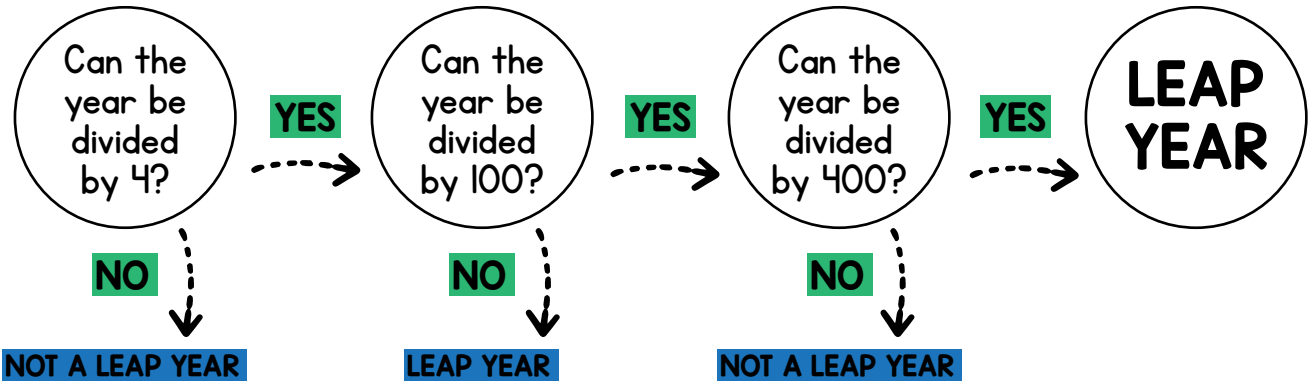 Can the
year be
divided
by 4?
YES
NO
NOT A LEAP YEAR
Can the
year be
divided
by 100?
YES
NO
LEAP YEAR
Can the
year be
divided
by 400?
YES
NO
NOT A LEAP YEAR
LEAP
YEAR